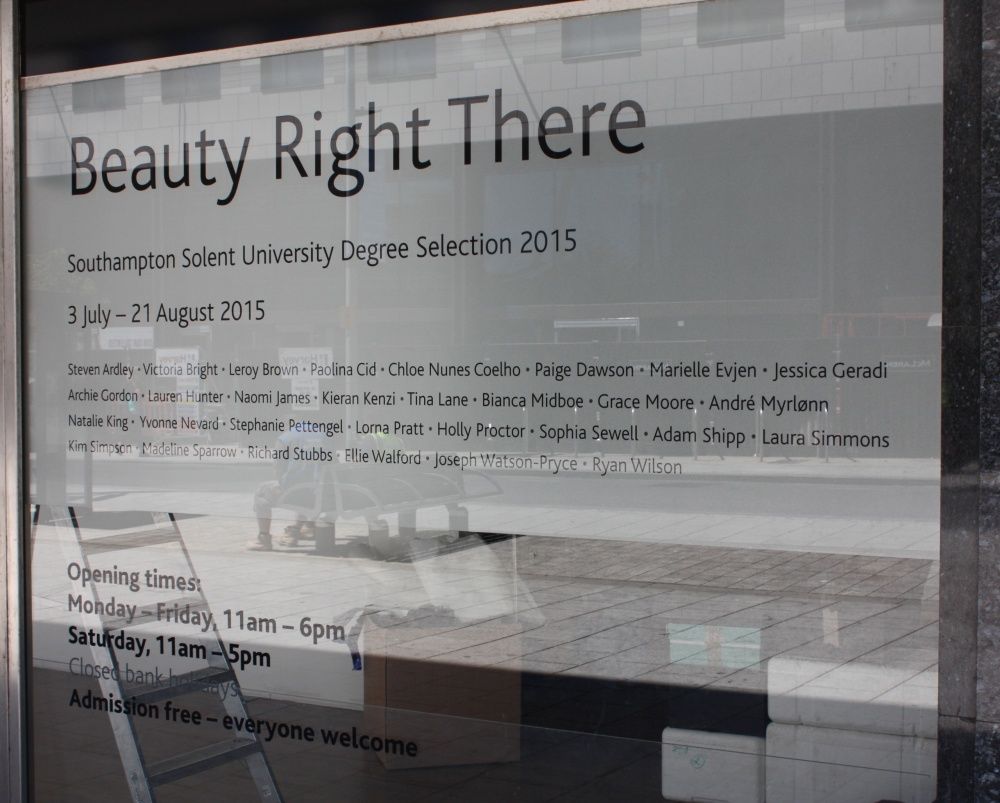 Beauty Right There
Southampton Solent University Degree Selection 2015
3 July – 21 August 2015
Steven Ardley • Victoria Bright • Leroy Brown • Paolina Cid • Chloe Nunes Coelho • Paige Dawson • Marielle Evjen • Jessica Geradi
Archie Gordon • Lauren Hunter • Naomi James • Kieran Kenzi • Tina Lane • Bianca Midboe • Grace Moore • André Myrlønn
Natalie King • Yvonne Nevard • Stephanie Pettengel • Lorna Pratt • Holly Proctor • Sophia Sewell • Adam Shipp • Laura Simmons
Kim Simpson • Madeline Sparrow • Richard Stubbs • Ellie Walford • Joseph Watson-Pryce • Ryan Wilson
Opening times:
Monday – Friday, 11am – 6pm
Saturday, 11am – 5pm
Closed bank holidays
Admission free – everyone welcome